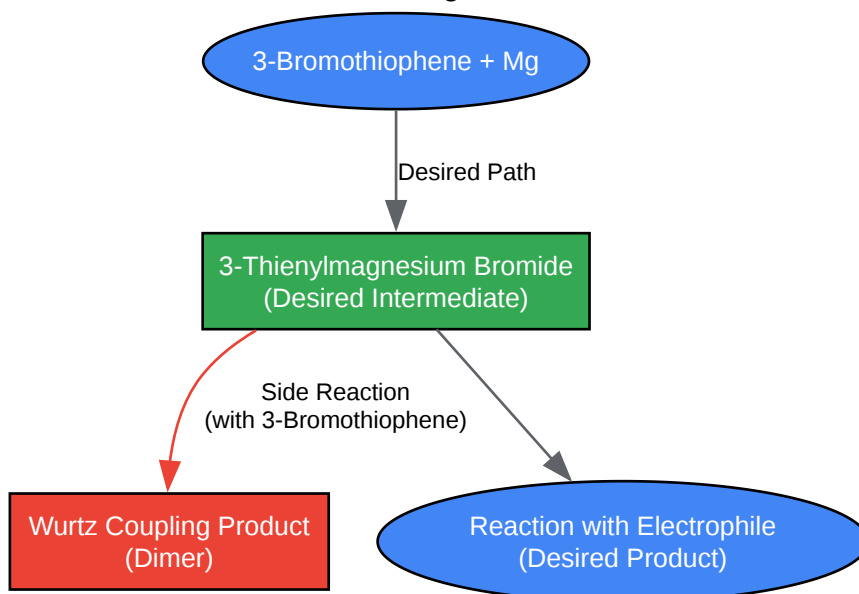 3-Bromothiophene + Mg
Desired Path
3-Thienylmagnesium Bromide
(Desired Intermediate)
Side Reaction
(with 3-Bromothiophene)
Wurtz Coupling Product
(Dimer)
Reaction with Electrophile
(Desired Product)